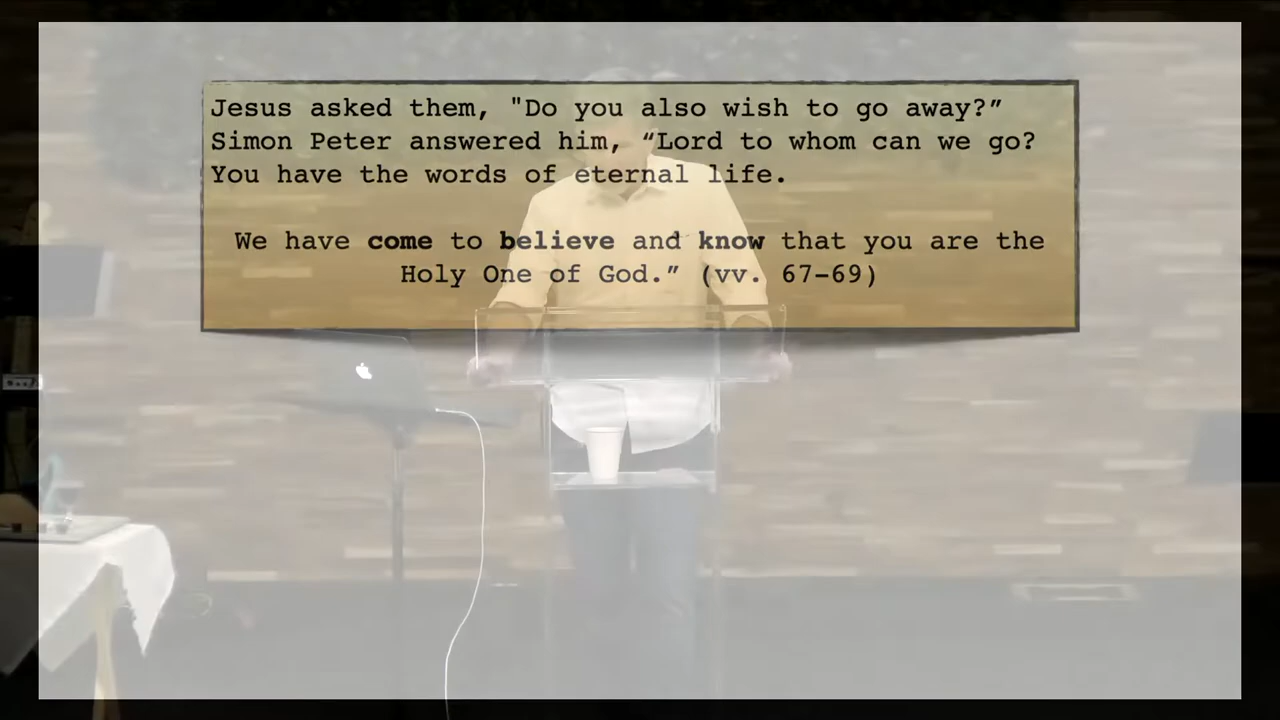 Jesus asked them, "Do you also wish to go away?”
Simon Peter answered him, “Lord to whom can we go?
You have the words of eternal life.
We have come to believe and know that you are the
Holy One of God.” (vv. 67–69)